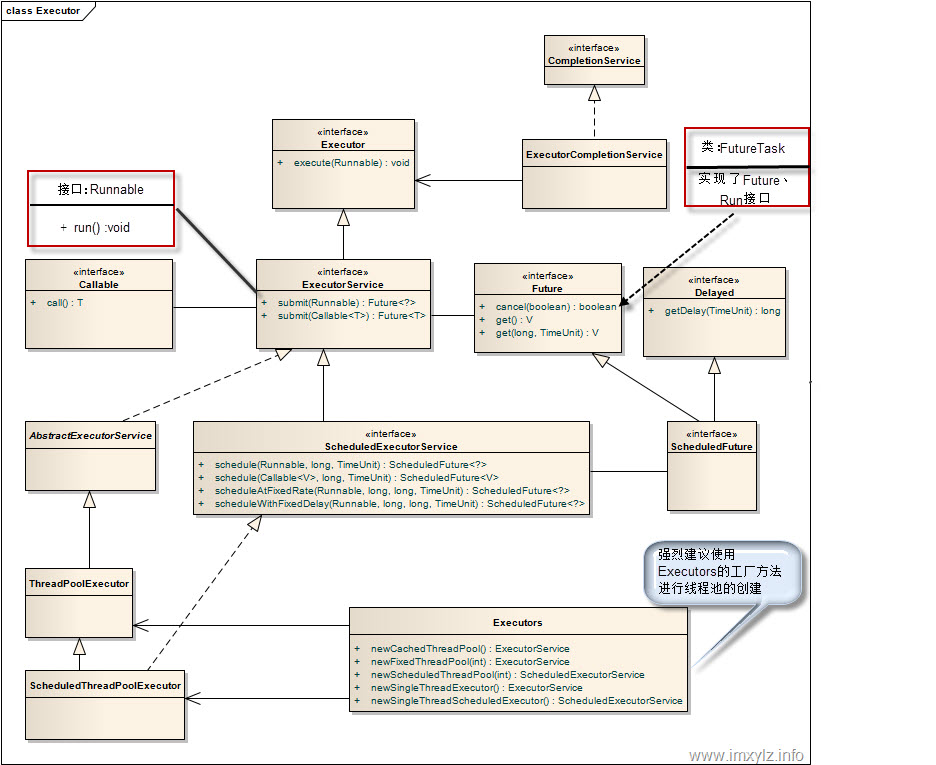 class Executor
«interface»
CompletionService
«interface»
Executor
+ execute(Runnable) : void
ExecutorCompletionService
类:FutureTask
实现了Future、
Run接口
接口:Runnable
+ run() :void
«interface»
Callable
+ call() : T
«interface»
ExecutorService
+ submit(Runnable) : Future<?>
+ submit(Callable<T>) : Future<T>
«interface»
Future
+ cancel(boolean) : boolean
+ get() : V
+ get(long, TimeUnit) : V
«interface»
Delayed
+ getDelay(TimeUnit) : long
AbstractExecutorService
«interface»
ScheduledExecutorService
+ schedule(Runnable, long, TimeUnit) : ScheduledFuture<?>
+ schedule(Callable<V>, long, TimeUnit) : ScheduledFuture<V>
+ scheduleAtFixedRate(Runnable, long, long, TimeUnit) : ScheduledFuture<?>
+ scheduleWithFixedDelay(Runnable, long, long, TimeUnit) : ScheduledFuture<?>
«interface»
ScheduledFuture
强烈建议使用
Executors的工厂方法
进行线程池的创建
ThreadPoolExecutor
Executors
+ newCachedThreadPool() : ExecutorService
+ newFixedThreadPool(int) : ExecutorService
+ newScheduledThreadPool(int) : ScheduledExecutorService
+ newSingleThreadExecutor() : ExecutorService
+ newSingleThreadScheduledExecutor() : ScheduledExecutorService
ScheduledThreadPoolExecutor
www.imxylz.info